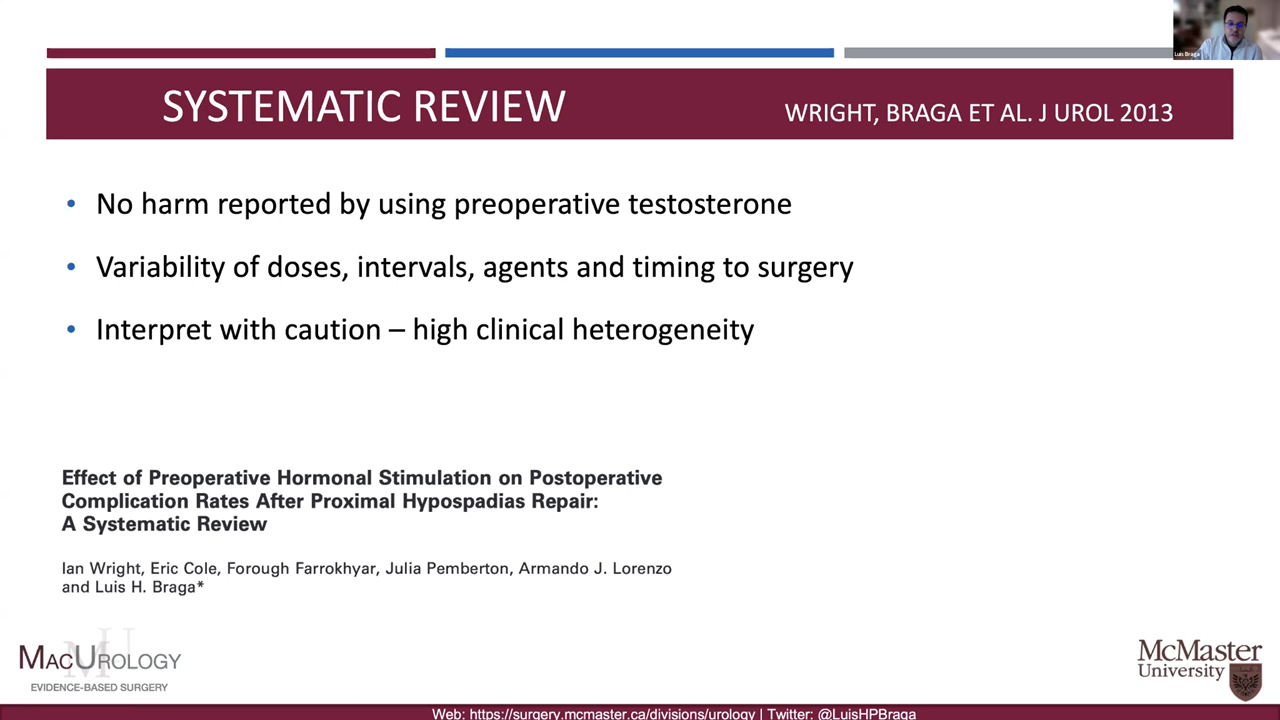 Luis Braga
SYSTEMATIC REVIEW
WRIGHT, BRAGA ET AL. J UROL 2013
• No harm reported by using preoperative testosterone
• Variability of doses, intervals, agents and timing to surgery
• Interpret with caution – high clinical heterogeneity
Effect of Preoperative Hormonal Stimulation on Postoperative
Complication Rates After Proximal Hypospadias Repair:
A Systematic Review
Ian Wright, Eric Cole, Forough Farrokhyar, Julia Pemberton, Armando J. Lorenzo
and Luis H. Braga*
MU
MACUROLOGY
EVIDENCE-BASED SURGERY
McMaster
University
Web: https://surgery.mcmaster.ca/divisions/urology | Twitter: @LuisHPBraga